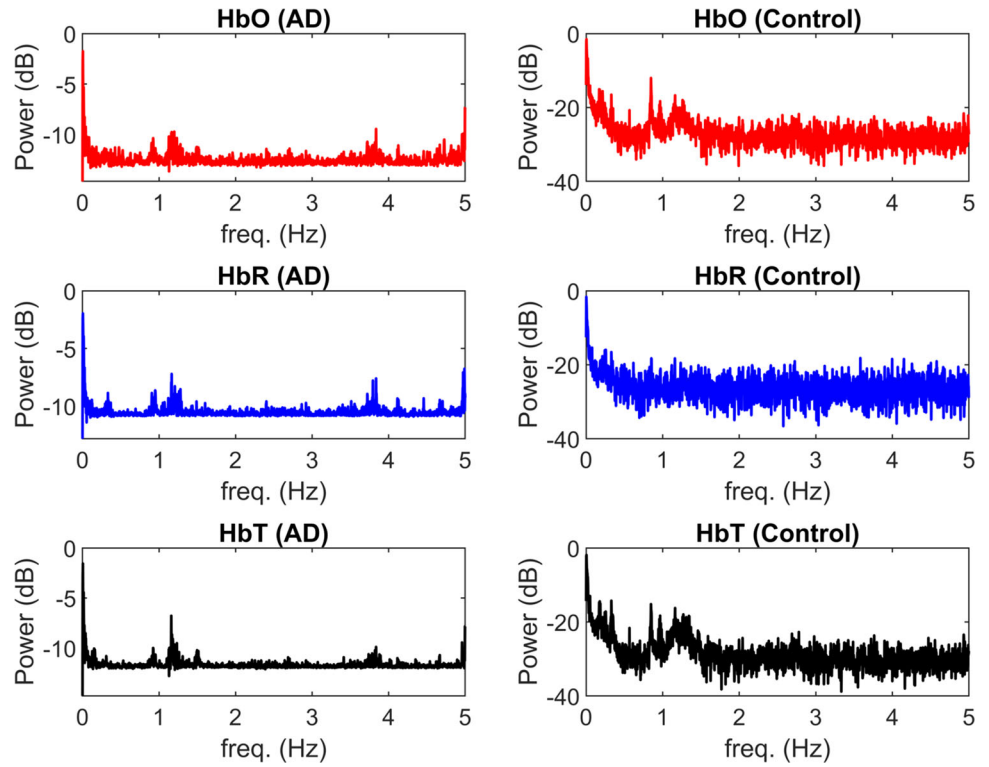 HbO (AD)
0
-5
-10
Power (dB)
0 1 2 3 4 5
freq. (Hz)
HbO (Control)
0
-20
-40
Power (dB)
0 1 2 3 4 5
freq. (Hz)
HbR (AD)
0
-5
-10
Power (dB)
0 1 2 3 4 5
freq. (Hz)
HbR (Control)
0
-20
-40
Power (dB)
0 1 2 3 4 5
freq. (Hz)
HbT (AD)
0
-5
-10
Power (dB)
0 1 2 3 4 5
freq. (Hz)
HbT (Control)
0
-20
-40
Power (dB)
0 1 2 3 4 5
freq. (Hz)